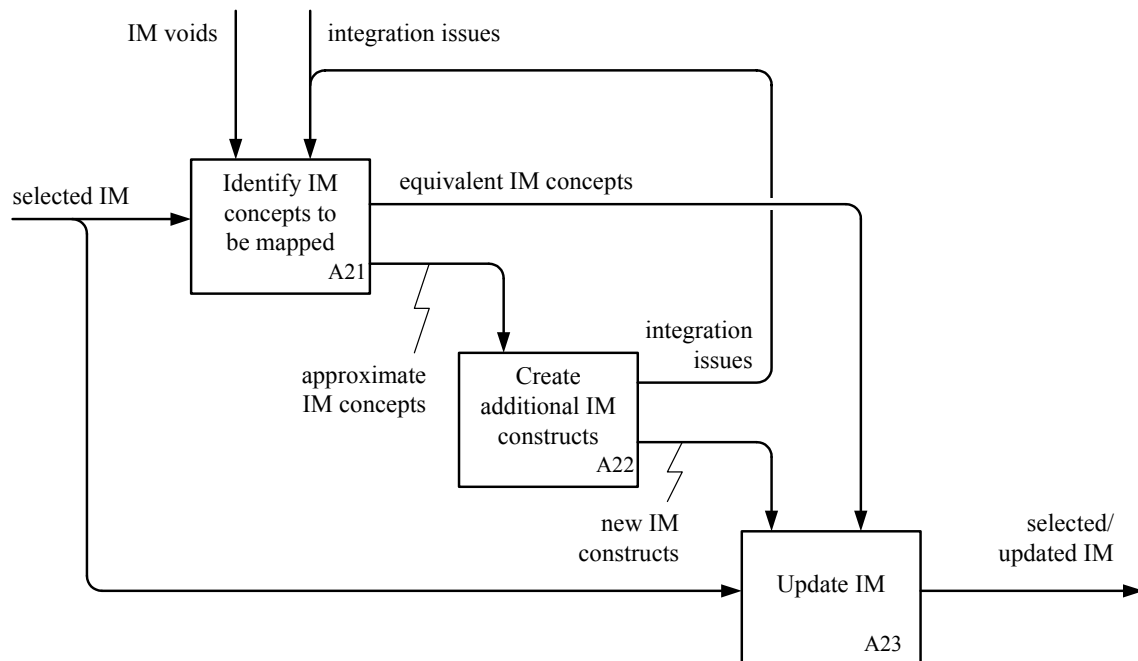 IM voids
integration issues
selected IM
Identify IM
concepts to
be mapped
A21
equivalent IM concepts
approximate
IM concepts
integration
issues
Create
additional IM
constructs
A22
new IM
constructs
selected/
updated IM
Update IM
A23